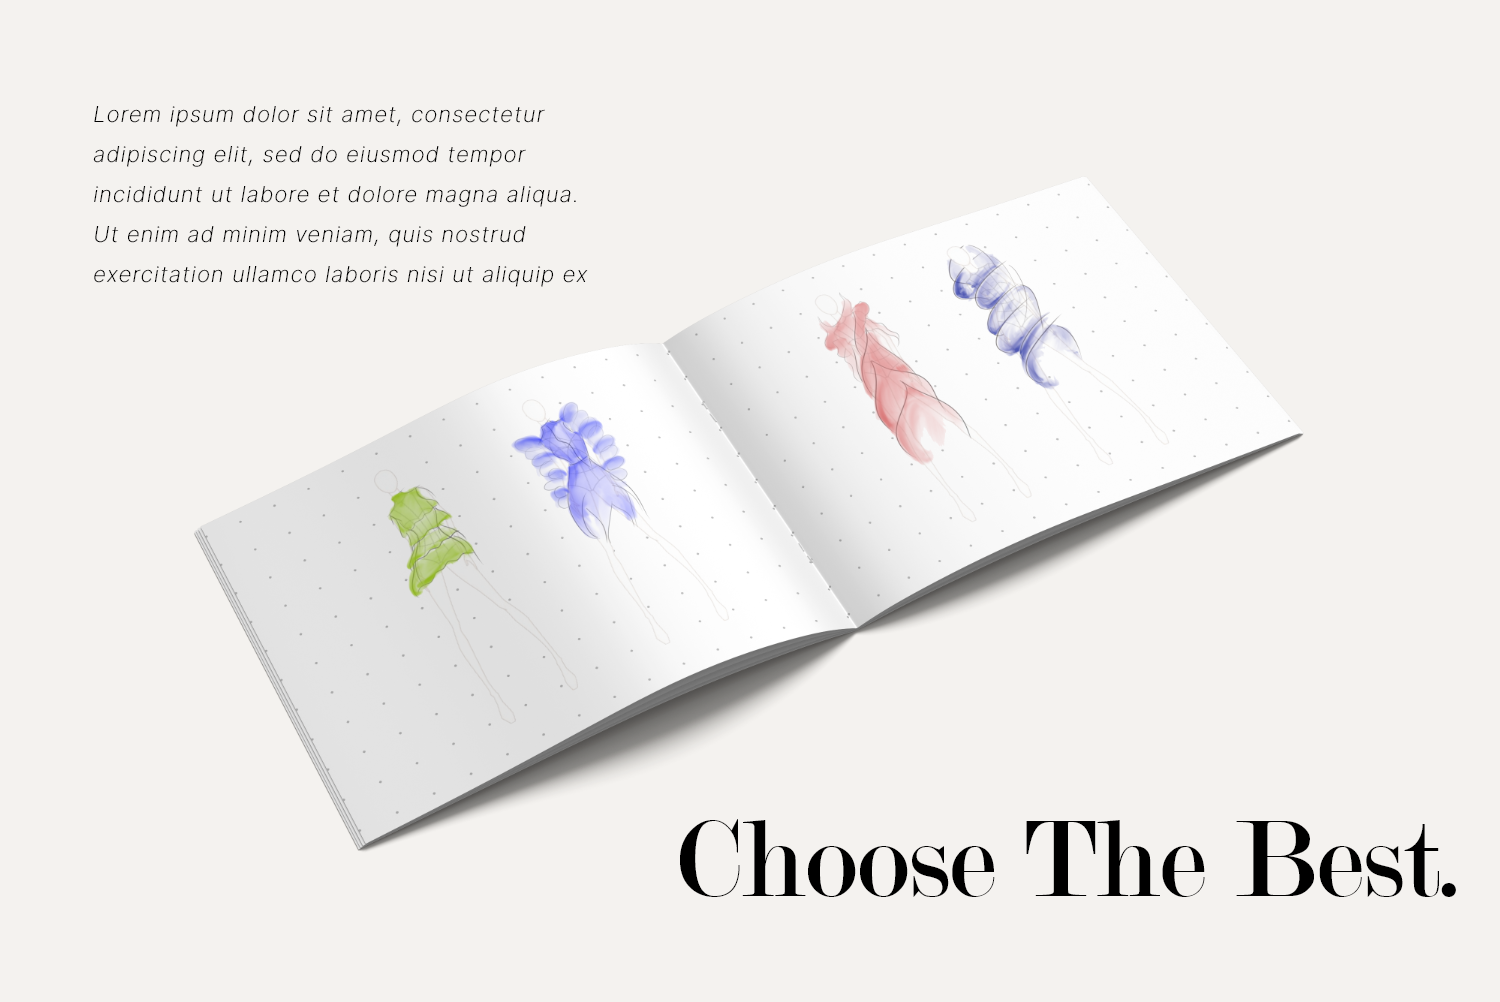 Lorem ipsum dolor sit amet, consectetur
adipiscing elit, sed do eiusmod tempor
incididunt ut labore et dolore magna aliqua.
Ut enim ad minim veniam, quis nostrud
exercitation ullamco laboris nisi ut aliquip ex
Choose The Best.